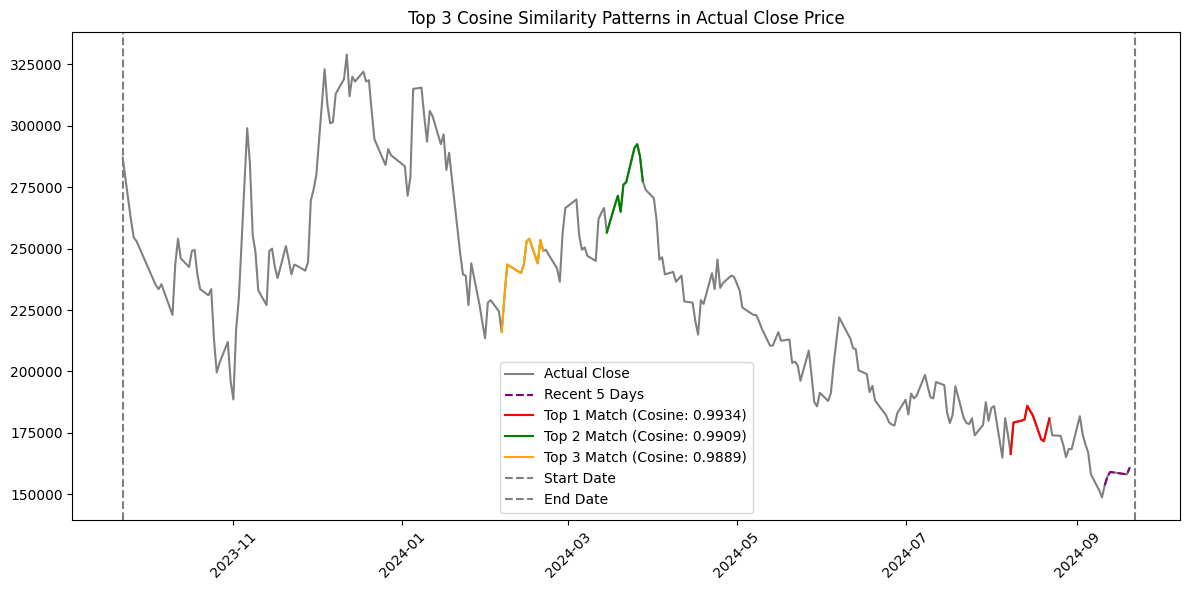 Top 3 Cosine Similarity Patterns in Actual Close Price
325000
300000
275000
250000
225000
200000
175000
150000
Actual Close
Recent 5 Days
Top 1 Match (Cosine: 0.9934)
Top 2 Match (Cosine: 0.9909)
Top 3 Match (Cosine: 0.9889)
Start Date
End Date
2023-11
2024-01
2024-03
2024-05
2024-07
2024-09